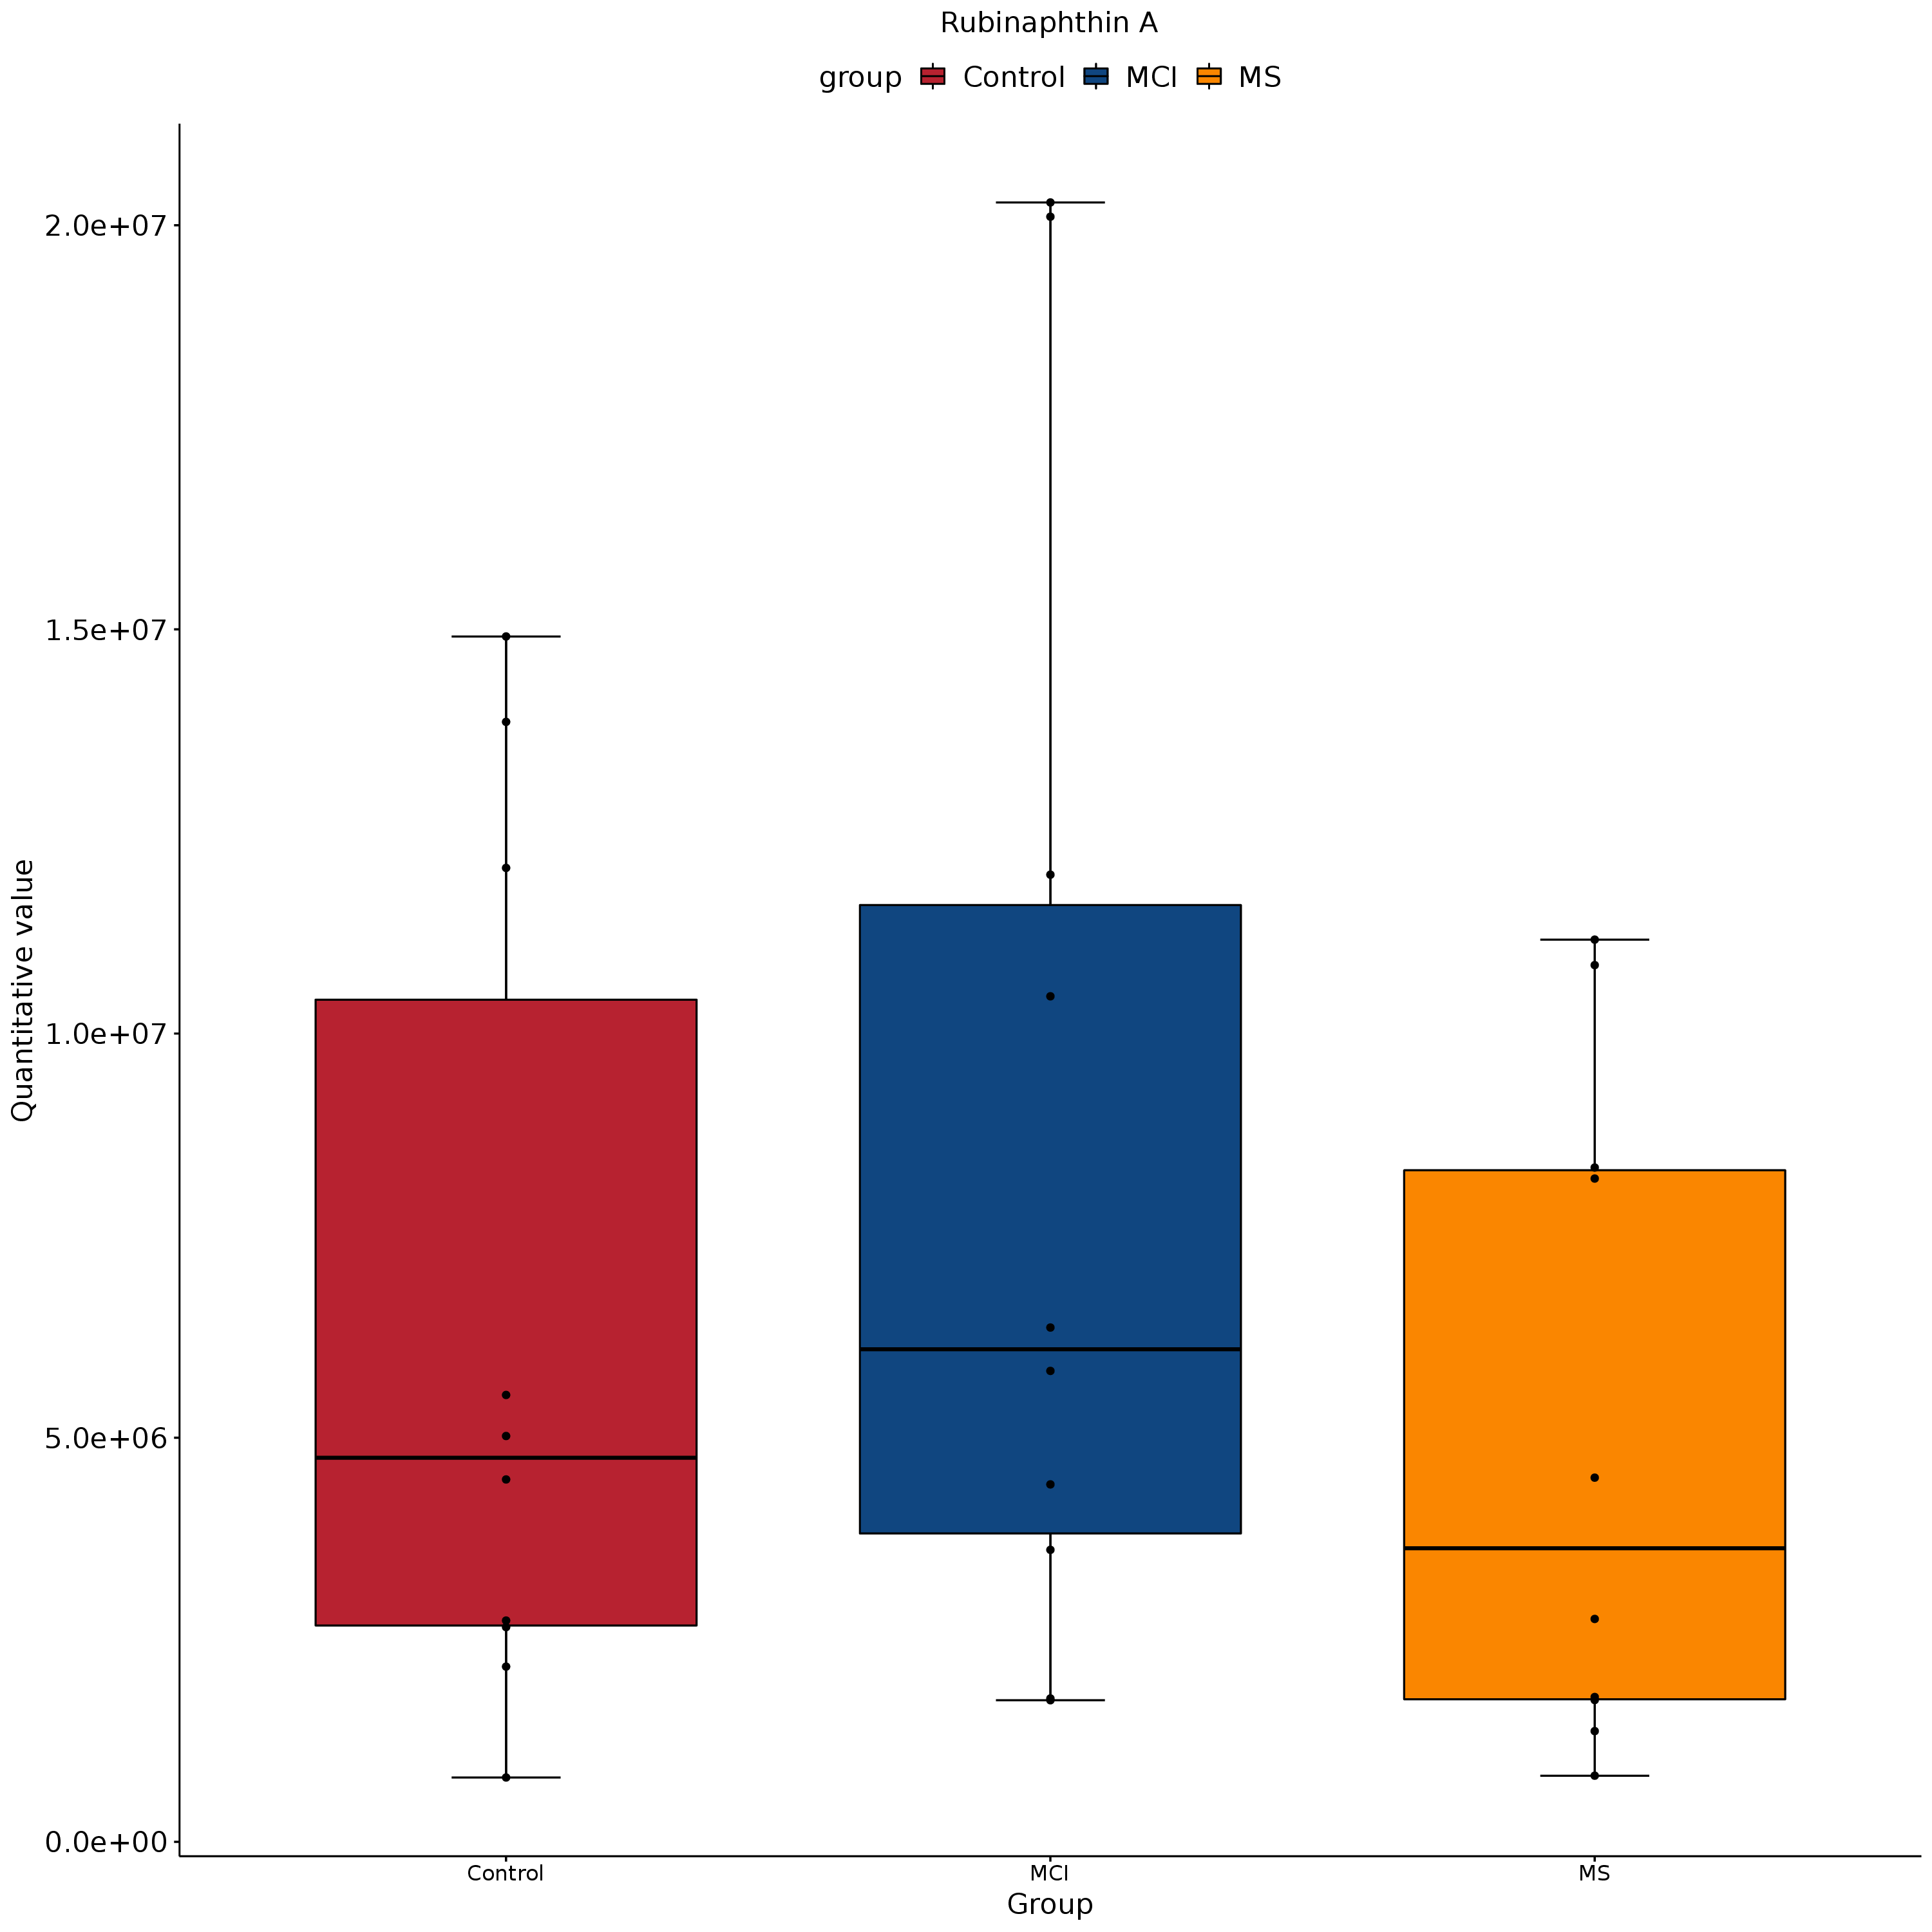 Rubinaphthin A
group Control MCI MS
Quantitative value
2.0e+07
1.5e+07
1.0e+07
5.0e+06
0.0e+00
Control MCI MS
Group